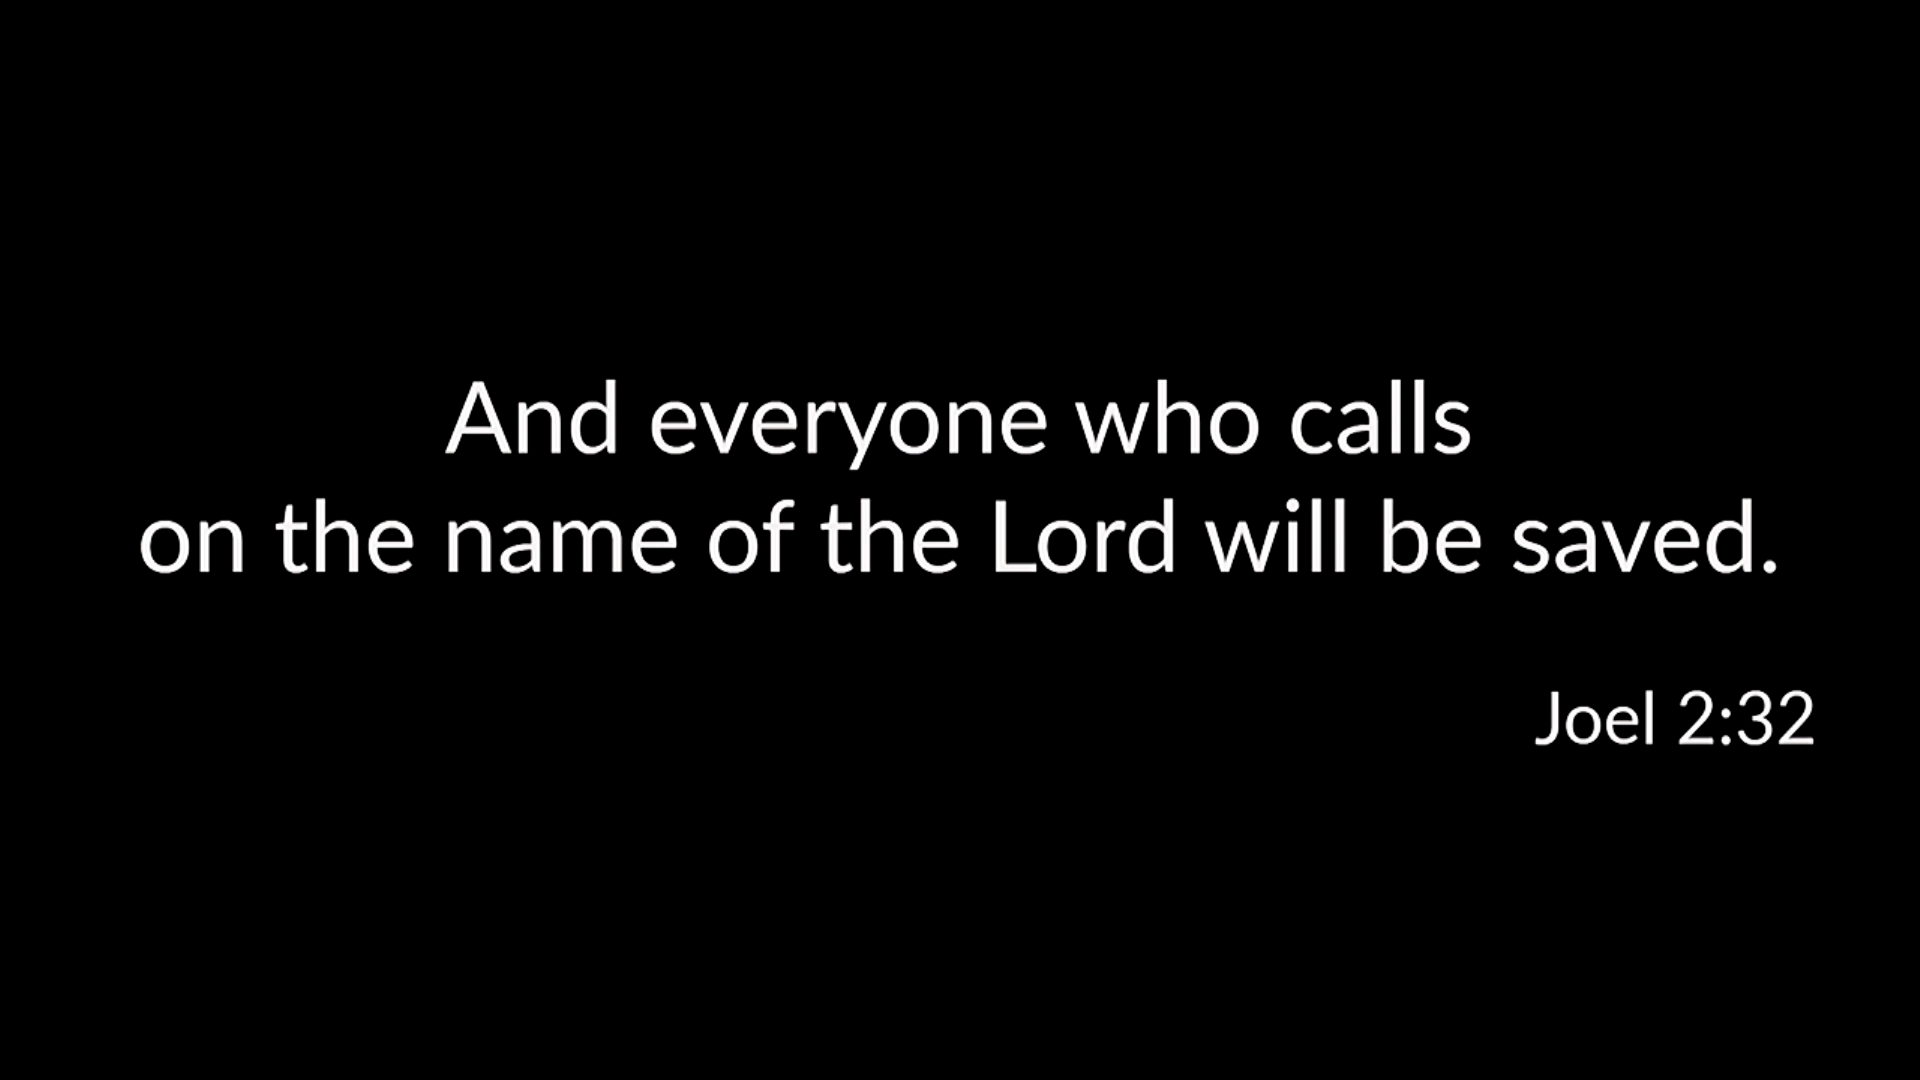 And everyone who calls
on the name of the Lord will be saved.
Joel 2:32